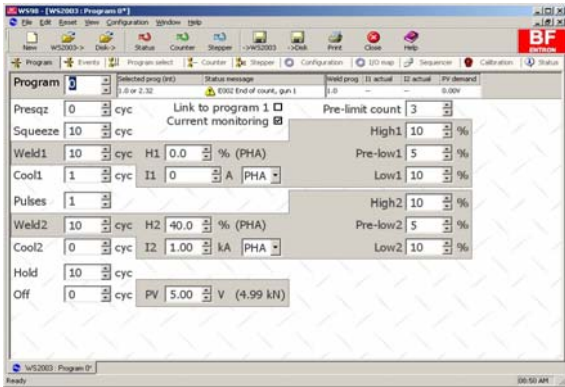 WS98 - [WS2003 : Program 0*]
File Edit Preset View Configuration Window Help
New WS2003-> Disk-> Status Counter Stepper ->WS2003 ->Disk Print Close Help
BF
ENTRON
Program Events Program select Counter Stepper Configuration I/O map Sequencer Calibration Status
Program 0 Selected prog (int) Status message Weld prog I1 actual I2 actual PV demand
1.0 or 2.32 E002 End of count, gun 1 1.0 -- -- 0.00V
Presqz 0 cyc Link to program 1 Pre-limit count 3
Current monitoring
Squeeze 10 cyc High1 10 %
Weld1 10 cyc H1 0.0 % (PHA) Pre-low1 5 %
Cool1 1 cyc I1 0 A PHA Low1 10 %
Pulses 1 High2 10 %
Weld2 10 cyc H2 40.0 % (PHA) Pre-low2 5 %
Cool2 0 cyc I2 1.00 kA PHA Low2 10 %
Hold 10 cyc
Off 0 cyc PV 5.00 V (4.99 kN)
WS2003 : Program 0*
Ready 08:50 AM